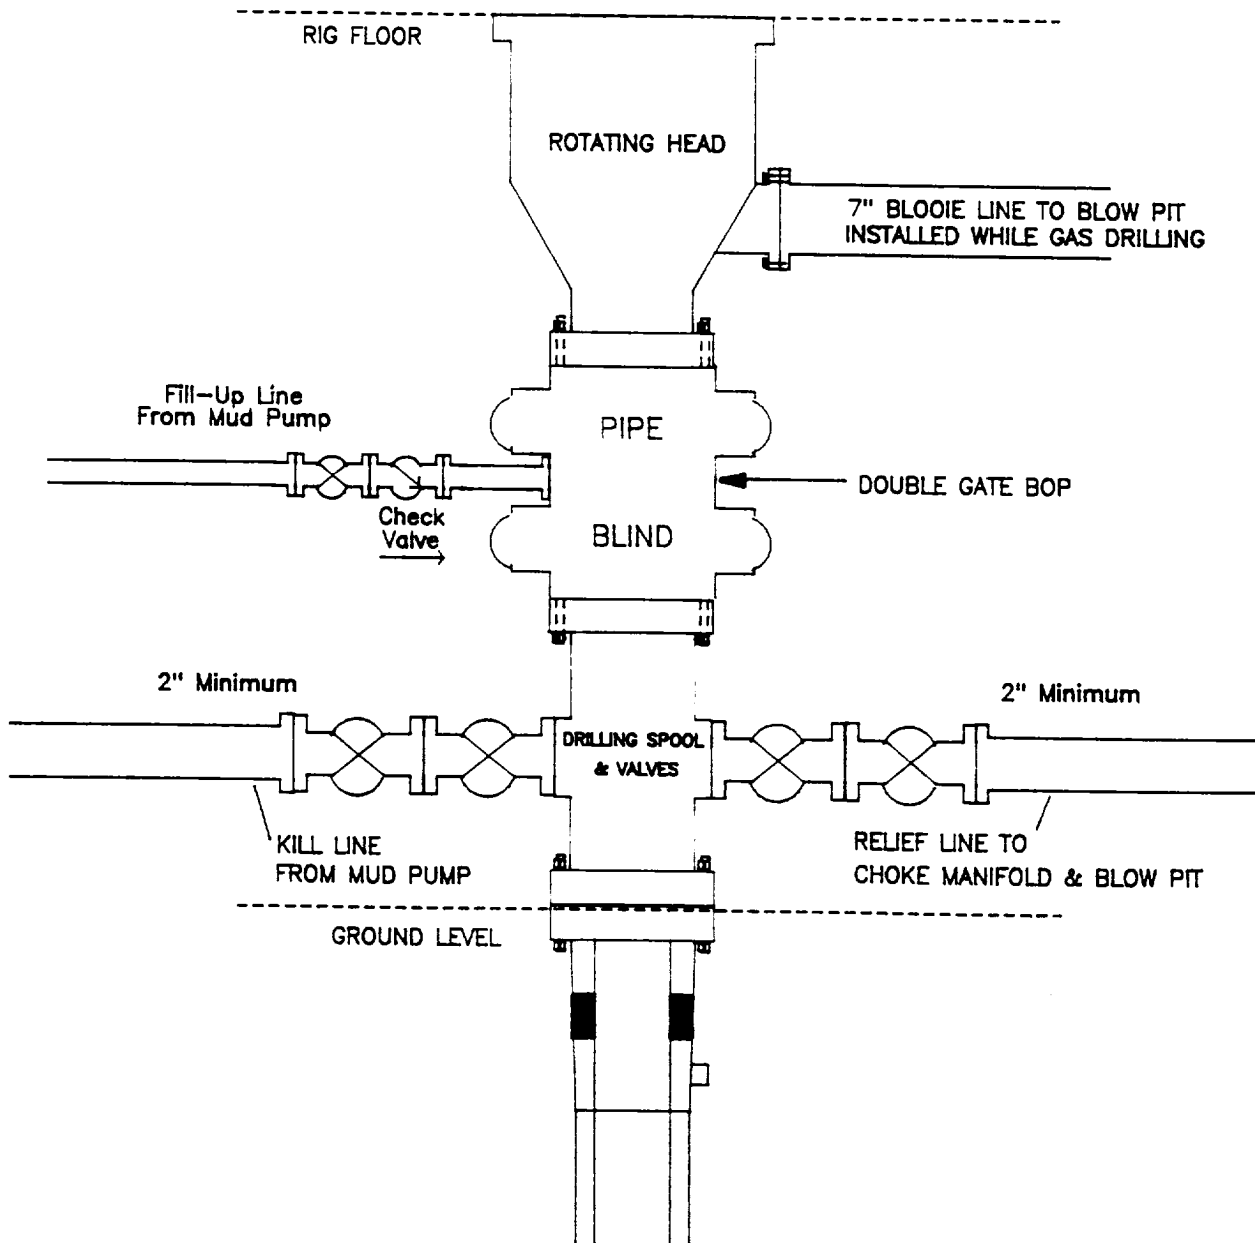 RIG FLOOR
ROTATING HEAD
7" BLOOIE LINE TO BLOW PIT
INSTALLED WHILE GAS DRILLING
Fill-Up Line
From Mud Pump
PIPE
DOUBLE GATE BOP
Check
Valve
BLIND
2" Minimum
2" Minimum
DRILLING SPOOL
& VALVES
KILL LINE
FROM MUD PUMP
RELIEF LINE TO
CHOKE MANIFOLD & BLOW PIT
GROUND LEVEL